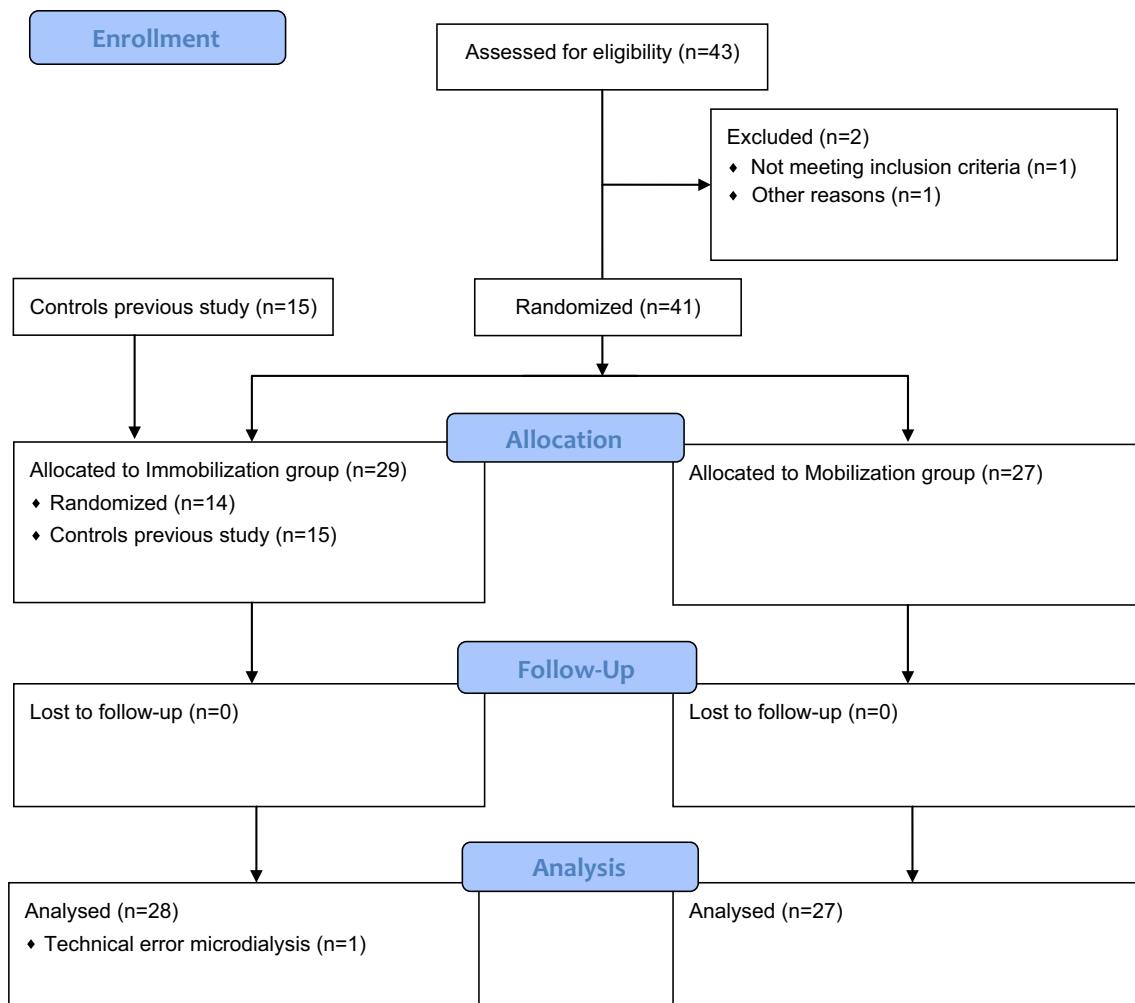 Enrollment
Assessed for eligibility (n=43)
Excluded (n=2)
♦ Not meeting inclusion criteria (n=1)
♦ Other reasons (n=1)
Controls previous study (n=15)
Randomized (n=41)
Allocation
Allocated to Immobilization group (n=29)
♦ Randomized (n=14)
♦ Controls previous study (n=15)
Allocated to Mobilization group (n=27)
Follow-Up
Lost to follow-up (n=0)
Lost to follow-up (n=0)
Analysis
Analysed (n=28)
♦ Technical error microdialysis (n=1)
Analysed (n=27)